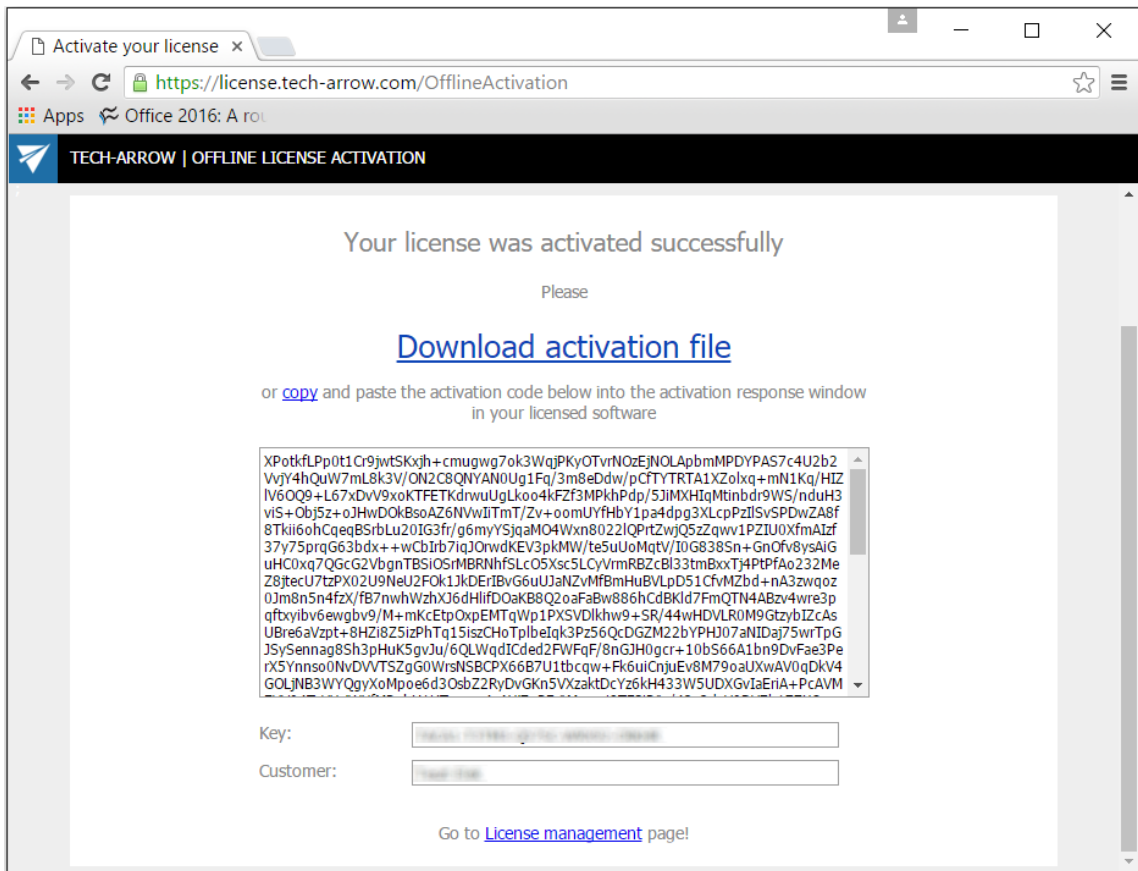 Activate your license
https://license.tech-arrow.com/OfflineActivation
Apps Office 2016: A rou
TECH-ARROW | OFFLINE LICENSE ACTIVATION
Your license was activated successfully
Please
Download activation file
or copy and paste the activation code below into the activation response window
in your licensed software
XPotkfLPp0t1Cr9jwtSKxjh+cmugwg7ok3WqjPKyOTvrNOzEjNOLApbmMPDYPAS7c4U2b2
VvjY4hQuW7mL8k3V/ON2C8QNYAN0Ug1Fq/3m8eDdw/pCfTYTRTA1XZolxq+mN1Kq/HIZ
lV6OQ9+L67xDvV9xoKTFETKdrwuUgLkoo4kFZf3MPkhPdp/5JiMXHIqMtinbdr9WS/nduH3
viS+Obj5z+oJHwDOkBsoAZ6NVwIiTmT/Zv+oomUYfHbY1pa4dpg3XLcpPzIlSvSPDwZA8f
8Tkii6ohCqeqBSrbLu20IG3fr/g6myYSjqaMO4Wxn8022lQPrtZwjQ5zZqwv1PZIU0XfmAIzf
37y75prqG63bdx++wCbIrb7iqJOrwdKEV3pkMW/te5uUoMqtV/I0G838Sn+GnOfv8ysAiG
uHC0xq7QGcG2VbgnTBSiOSrMBRNhfSLcO5Xsc5LCyVrmRBZcBl33tmBxxTj4PtPfAo232Me
Z8jtecU7tzPX02U9NeU2FOk1JkDErIBvG6uUJaNZvMfBmHuBVLpD51CfvMZbd+nA3zwqoz
0Jm8n5n4fzX/fB7nwhWzhXJ6dHlifDOaKB8Q2oaFaBw886hCdBKld7FmQTN4ABzv4wre3p
qftxyibv6ewgbv9/M+mKcEtpOxpEMTqWp1PXSVDlkhw9+SR/44wHDVLR0M9GtzybIZcAs
UBre6aVzpt+8HZi8Z5izPhTq15iszCHoTplbeIqk3Pz56QcDGZM22bYPHJ07aNIDaj75wrTpG
JSySennag8Sh3pHuK5gvJu/6QLWqdICded2FWFqF/8nGJH0gcr+10bS66A1bn9DvFae3Pe
rX5Ynnso0NvDVVTSZgG0WrsNSBCPX66B7U1tbcqw+Fk6uiCnjuEv8M79oaUXwAV0qDkV4
GOLjNB3WYQgyXoMpoe6d3OsbZ2RyDvGKn5VXzaktDcYz6kH433W5UDXGvIaEriA+PcAVM
Key:
Customer:
Go to License management page!